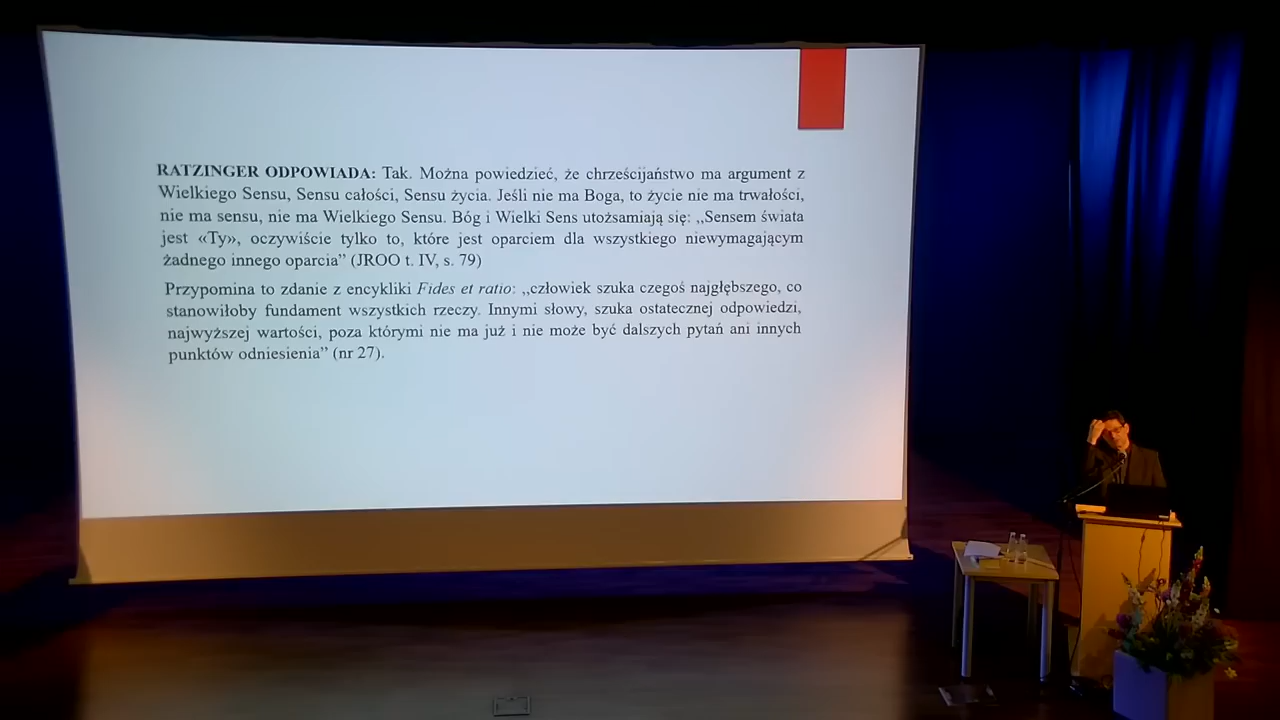 RATZINGER ODPOWIADA: Tak. Można powiedzieć, że chrześcijaństwo ma argument z
Wielkiego Sensu, Sensu całości, Sensu życia. Jeśli nie ma Boga, to życie nie ma trwałości,
nie ma sensu, nie ma Wielkiego Sensu. Bóg i Wielki Sens utożsamiają się: „Sensem świata
jest «Ty», oczywiście tylko to, które jest oparciem dla wszystkiego niewymagającym
żadnego innego oparcia” (JROO t. IV, s. 79)
Przypomina to zdanie z encykliki Fides et ratio: „człowiek szuka czegoś najgłębszego, co
stanowiłoby fundament wszystkich rzeczy. Innymi słowy, szuka ostatecznej odpowiedzi,
najwyższej wartości, poza którymi nie ma już i nie może być dalszych pytań ani innych
punktów odniesienia” (nr 27).